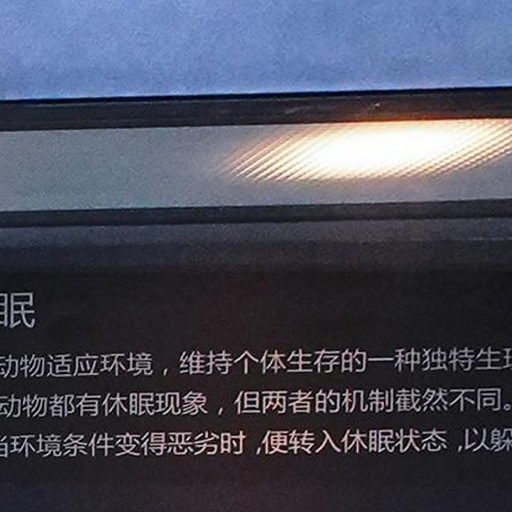 眠
动物适应环境，维持个体生存的一种独特生
动物都有休眠现象，但两者的机制截然不同。
当环境条件变得恶劣时，便转入休眠状态，以躲